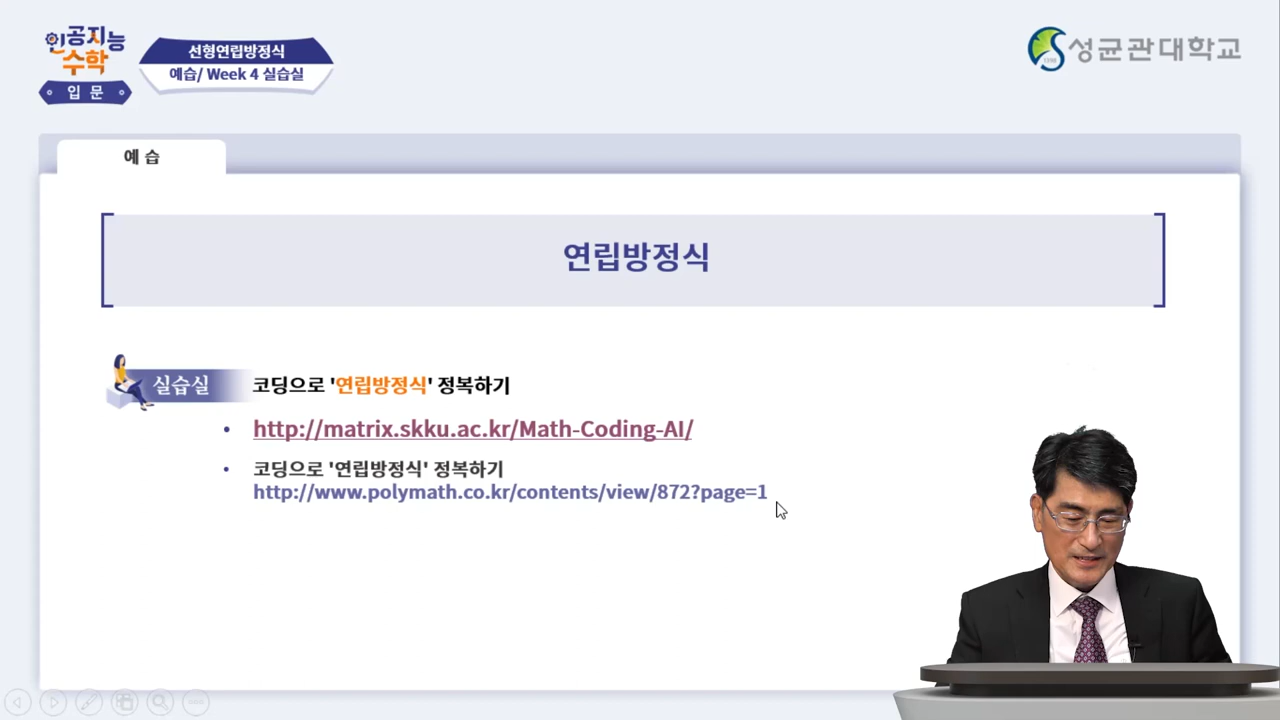 인공지능
수학
입 문
선형연립방정식
예습/ Week 4 실습실
성균관대학교
예 습
연립방정식
실습실
코딩으로 '연립방정식' 정복하기
• http://matrix.skku.ac.kr/Math-Coding-AI/
• 코딩으로 '연립방정식' 정복하기
http://www.polymath.co.kr/contents/view/872?page=1